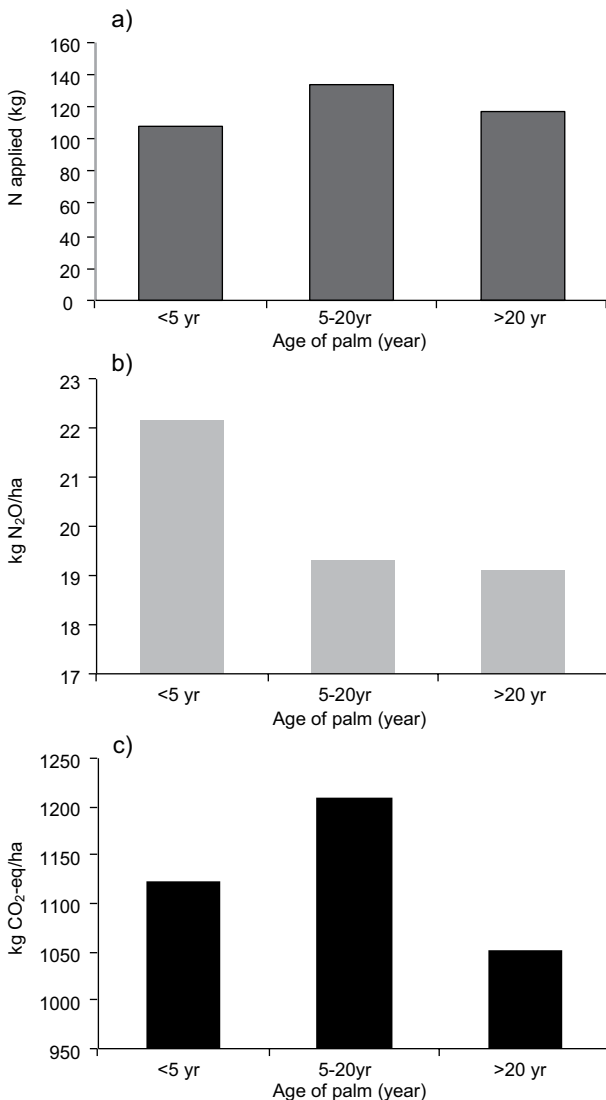 a)
N applied (kg)
160
140
120
100
80
60
40
20
0
<5 yr 5-20yr >20 yr
Age of palm (year)
b)
kg N₂O/ha
23
22
21
20
19
18
17
<5 yr 5-20yr >20 yr
Age of palm (year)
c)
kg CO₂-eq/ha
1250
1200
1150
1100
1050
1000
950
<5 yr 5-20yr >20 yr
Age of palm (year)